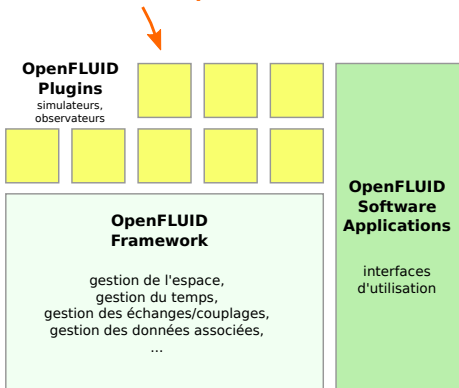 OpenFLUID
Plugins
simulateurs,
observateurs
OpenFLUID
Framework
gestion de l'espace,
gestion du temps,
gestion des échanges/couplages,
gestion des données associées,
...
OpenFLUID
Software
Applications
interfaces
d'utilisation